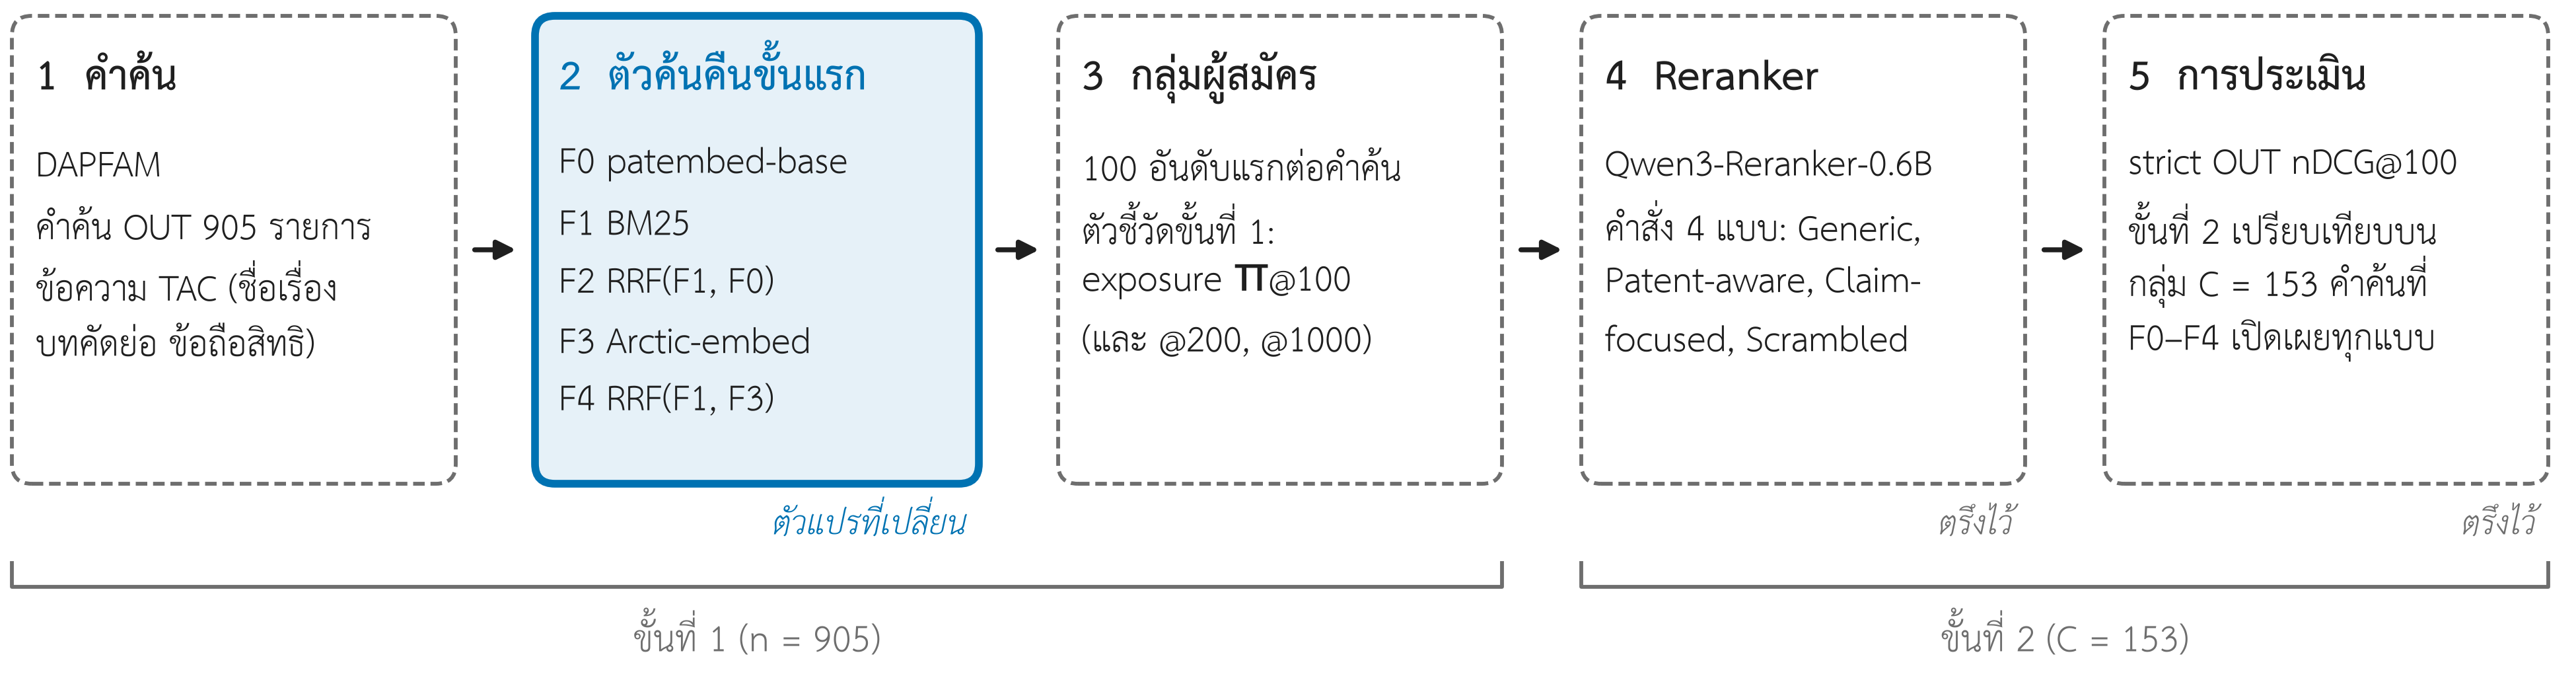 1 คำค้น
DAPFAM
คำค้น OUT 905 รายการ
ข้อความ TAC (ชื่อเรื่อง
บทคัดย่อ ข้อถือสิทธิ)
2 ตัวค้นคืนขั้นแรก
F0 patembed-base
F1 BM25
F2 RRF(F1, F0)
F3 Arctic-embed
F4 RRF(F1, F3)
ตัวแปรที่เปลี่ยน
3 กลุ่มผู้สมัคร
100 อันดับแรกต่อคำค้น
ตัวชี้วัดขั้นที่ 1:
exposure π@100
(และ @200, @1000)
4 Reranker
Qwen3-Reranker-0.6B
คำสั่ง 4 แบบ: Generic,
Patent-aware, Claim-
focused, Scrambled
ตรึงไว้
5 การประเมิน
strict OUT nDCG@100
ขั้นที่ 2 เปรียบเทียบบน
กลุ่ม C = 153 คำค้นที่
F0–F4 เปิดเผยทุกแบบ
ตรึงไว้
ขั้นที่ 1 (n = 905)
ขั้นที่ 2 (C = 153)